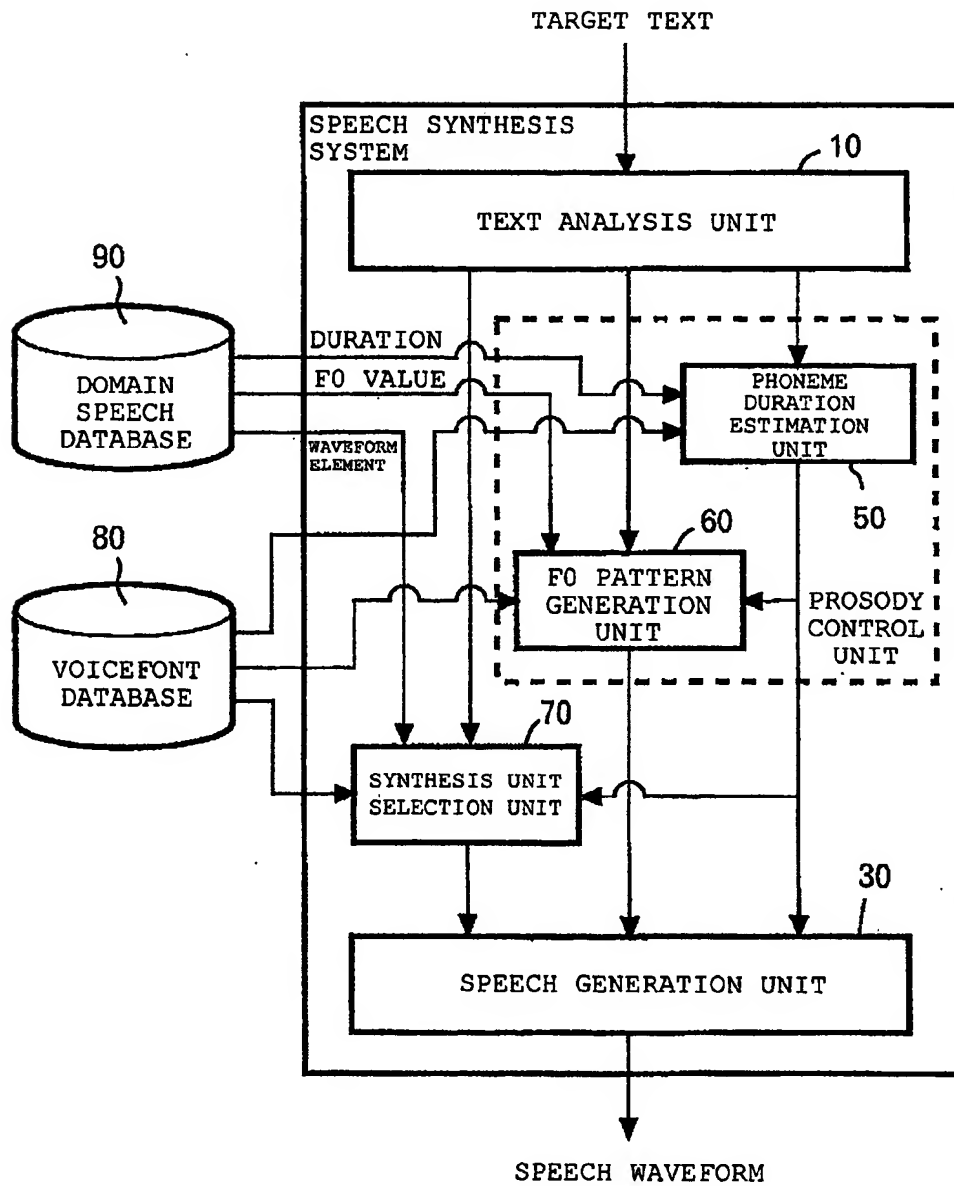 TARGET TEXT
SPEECH SYNTHESIS
SYSTEM
10
TEXT ANALYSIS UNIT
90
DOMAIN
SPEECH
DATABASE
DURATION
F0 VALUE
WAVEFORM
ELEMENT
PHONEME
DURATION
ESTIMATION
UNIT
50
80
VOICEFONT
DATABASE
60
F0 PATTERN
GENERATION
UNIT
PROSODY
CONTROL
UNIT
70
SYNTHESIS UNIT
SELECTION UNIT
30
SPEECH GENERATION UNIT
SPEECH WAVEFORM